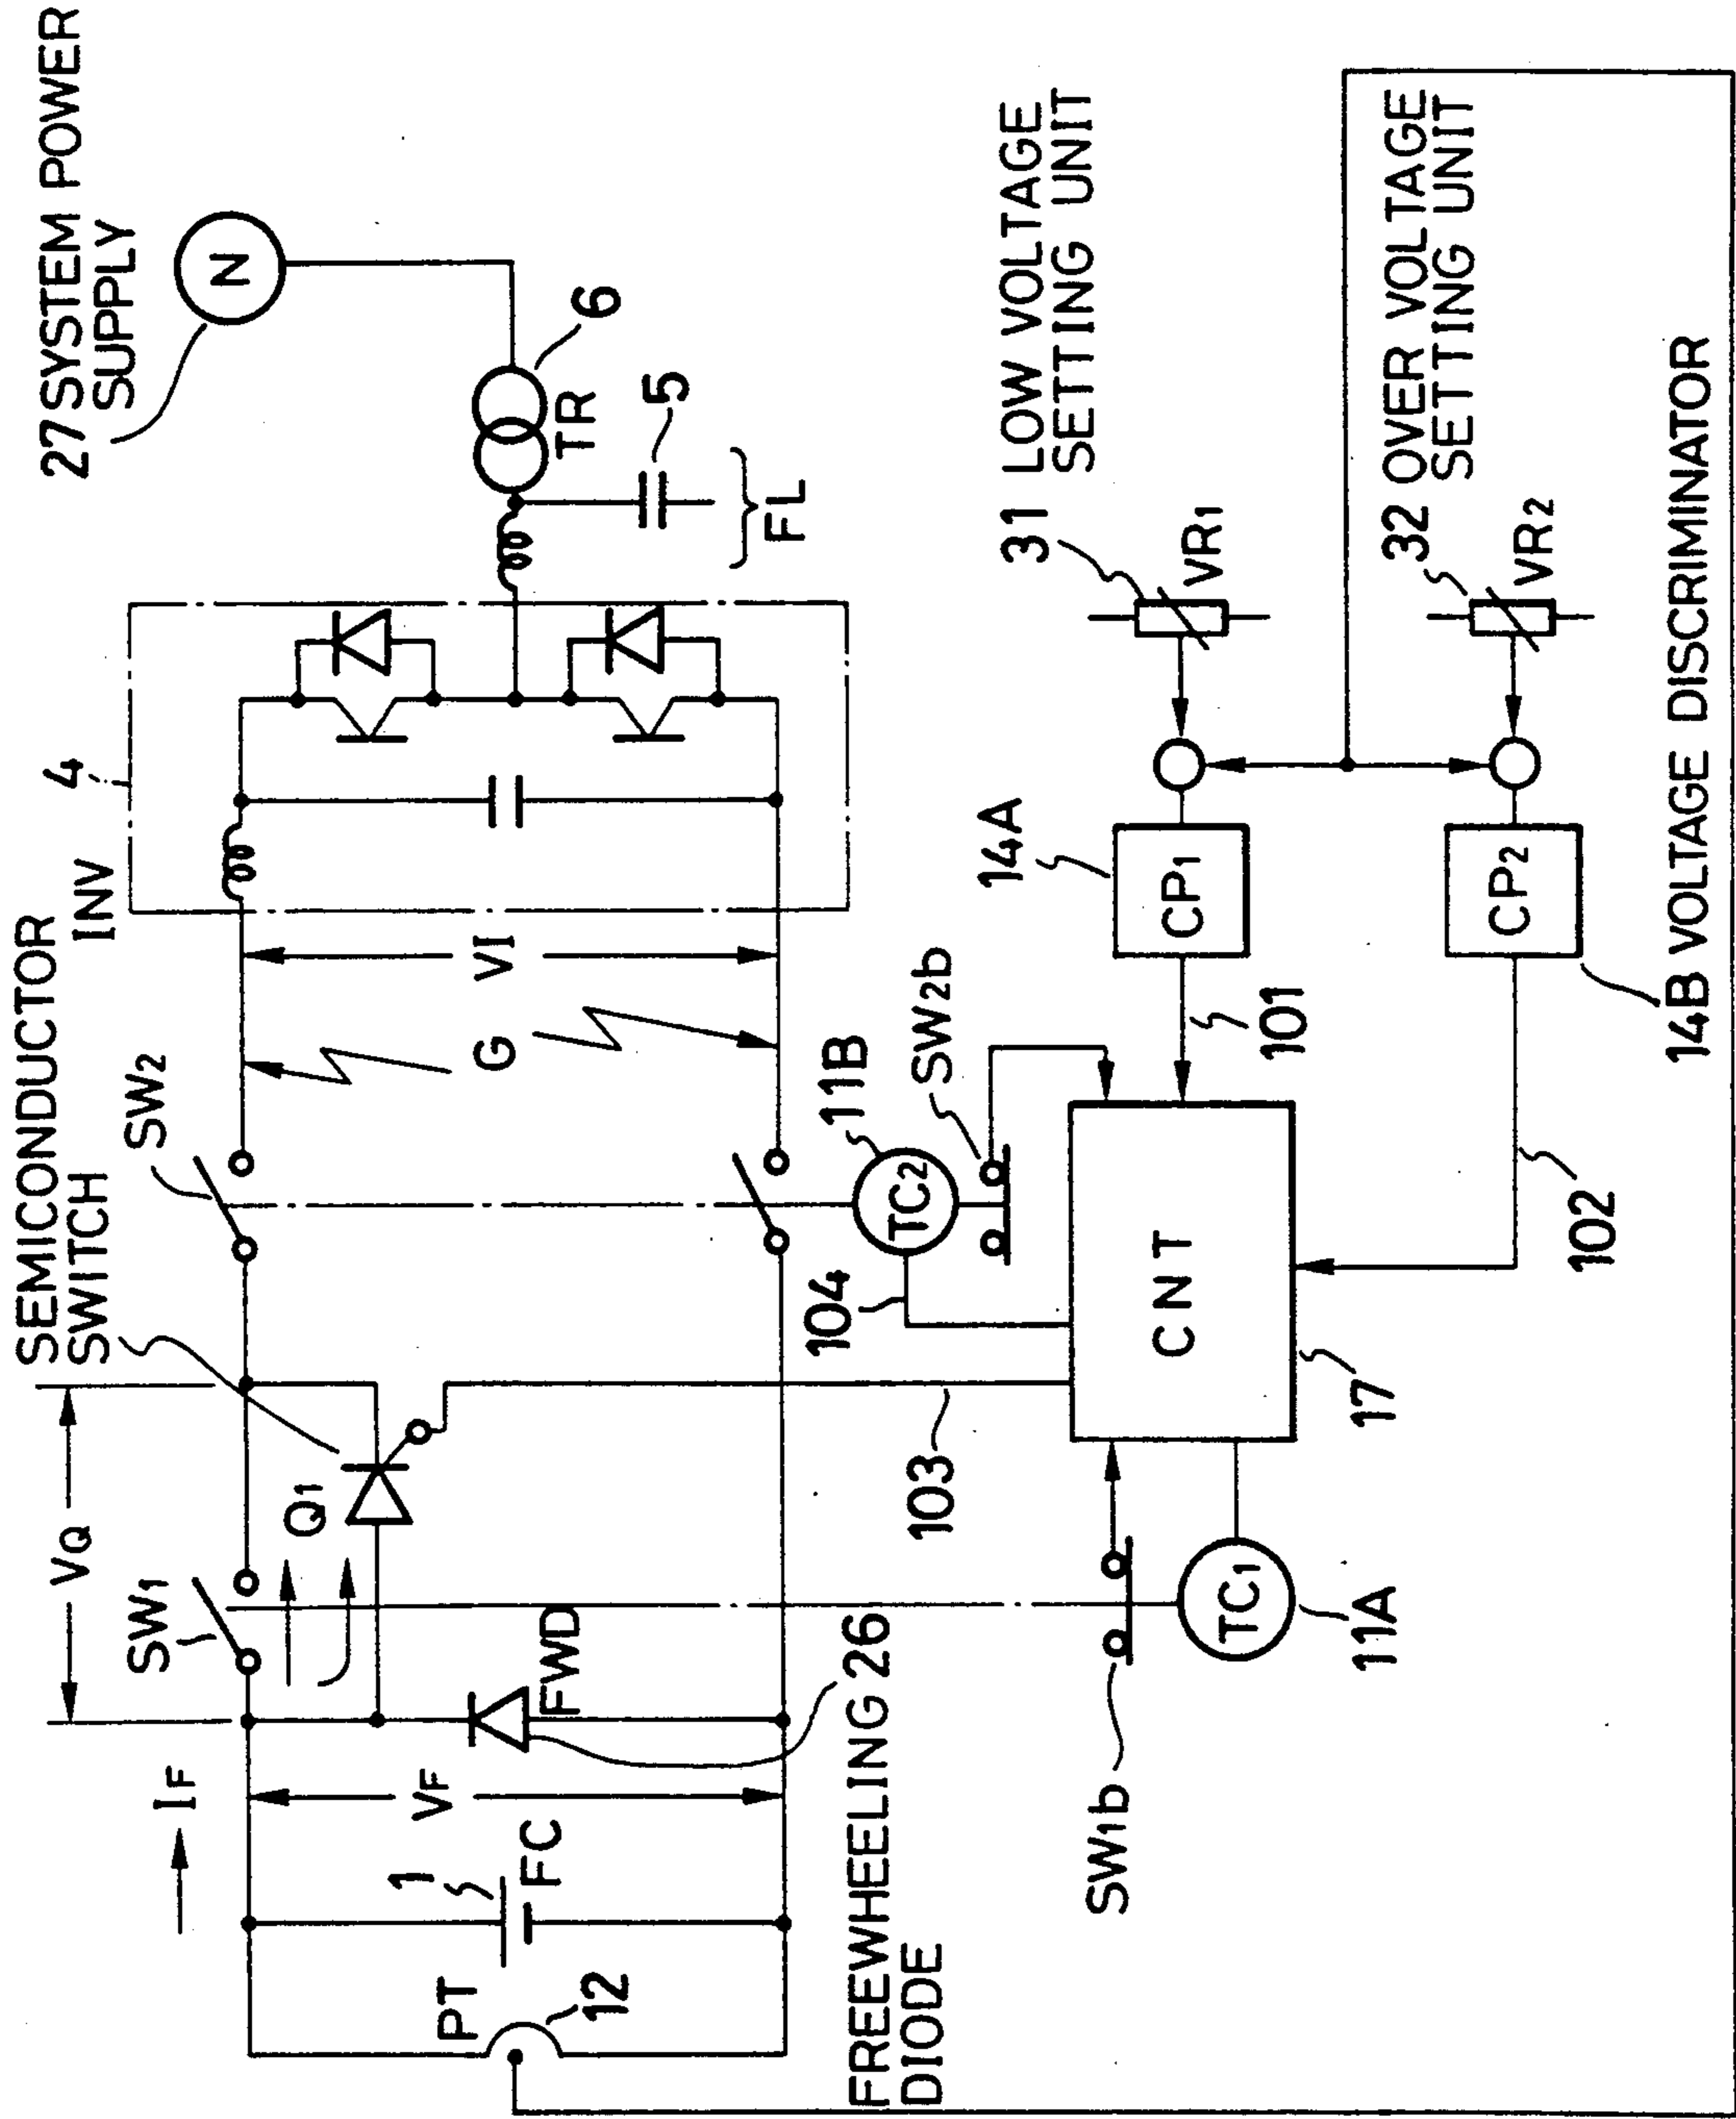 27 SYSTEM POWER
SUPPLY
N
6
TR
5
FL
4
INV
SEMICONDUCTOR
SWITCH
SW2
VI
G
VQ
SW1
Q1
IF
VF
FWD
1
FC
PT
12
FREEWHEELING 26
DIODE
31 LOW VOLTAGE
SETTING UNIT
VR1
32 OVER VOLTAGE
SETTING UNIT
VR2
14A
CP1
CP2
14B VOLTAGE DISCRIMINATOR
101
102
11B
TC2
SW2b
104
CNT
17
103
TC1
11A
SW1b